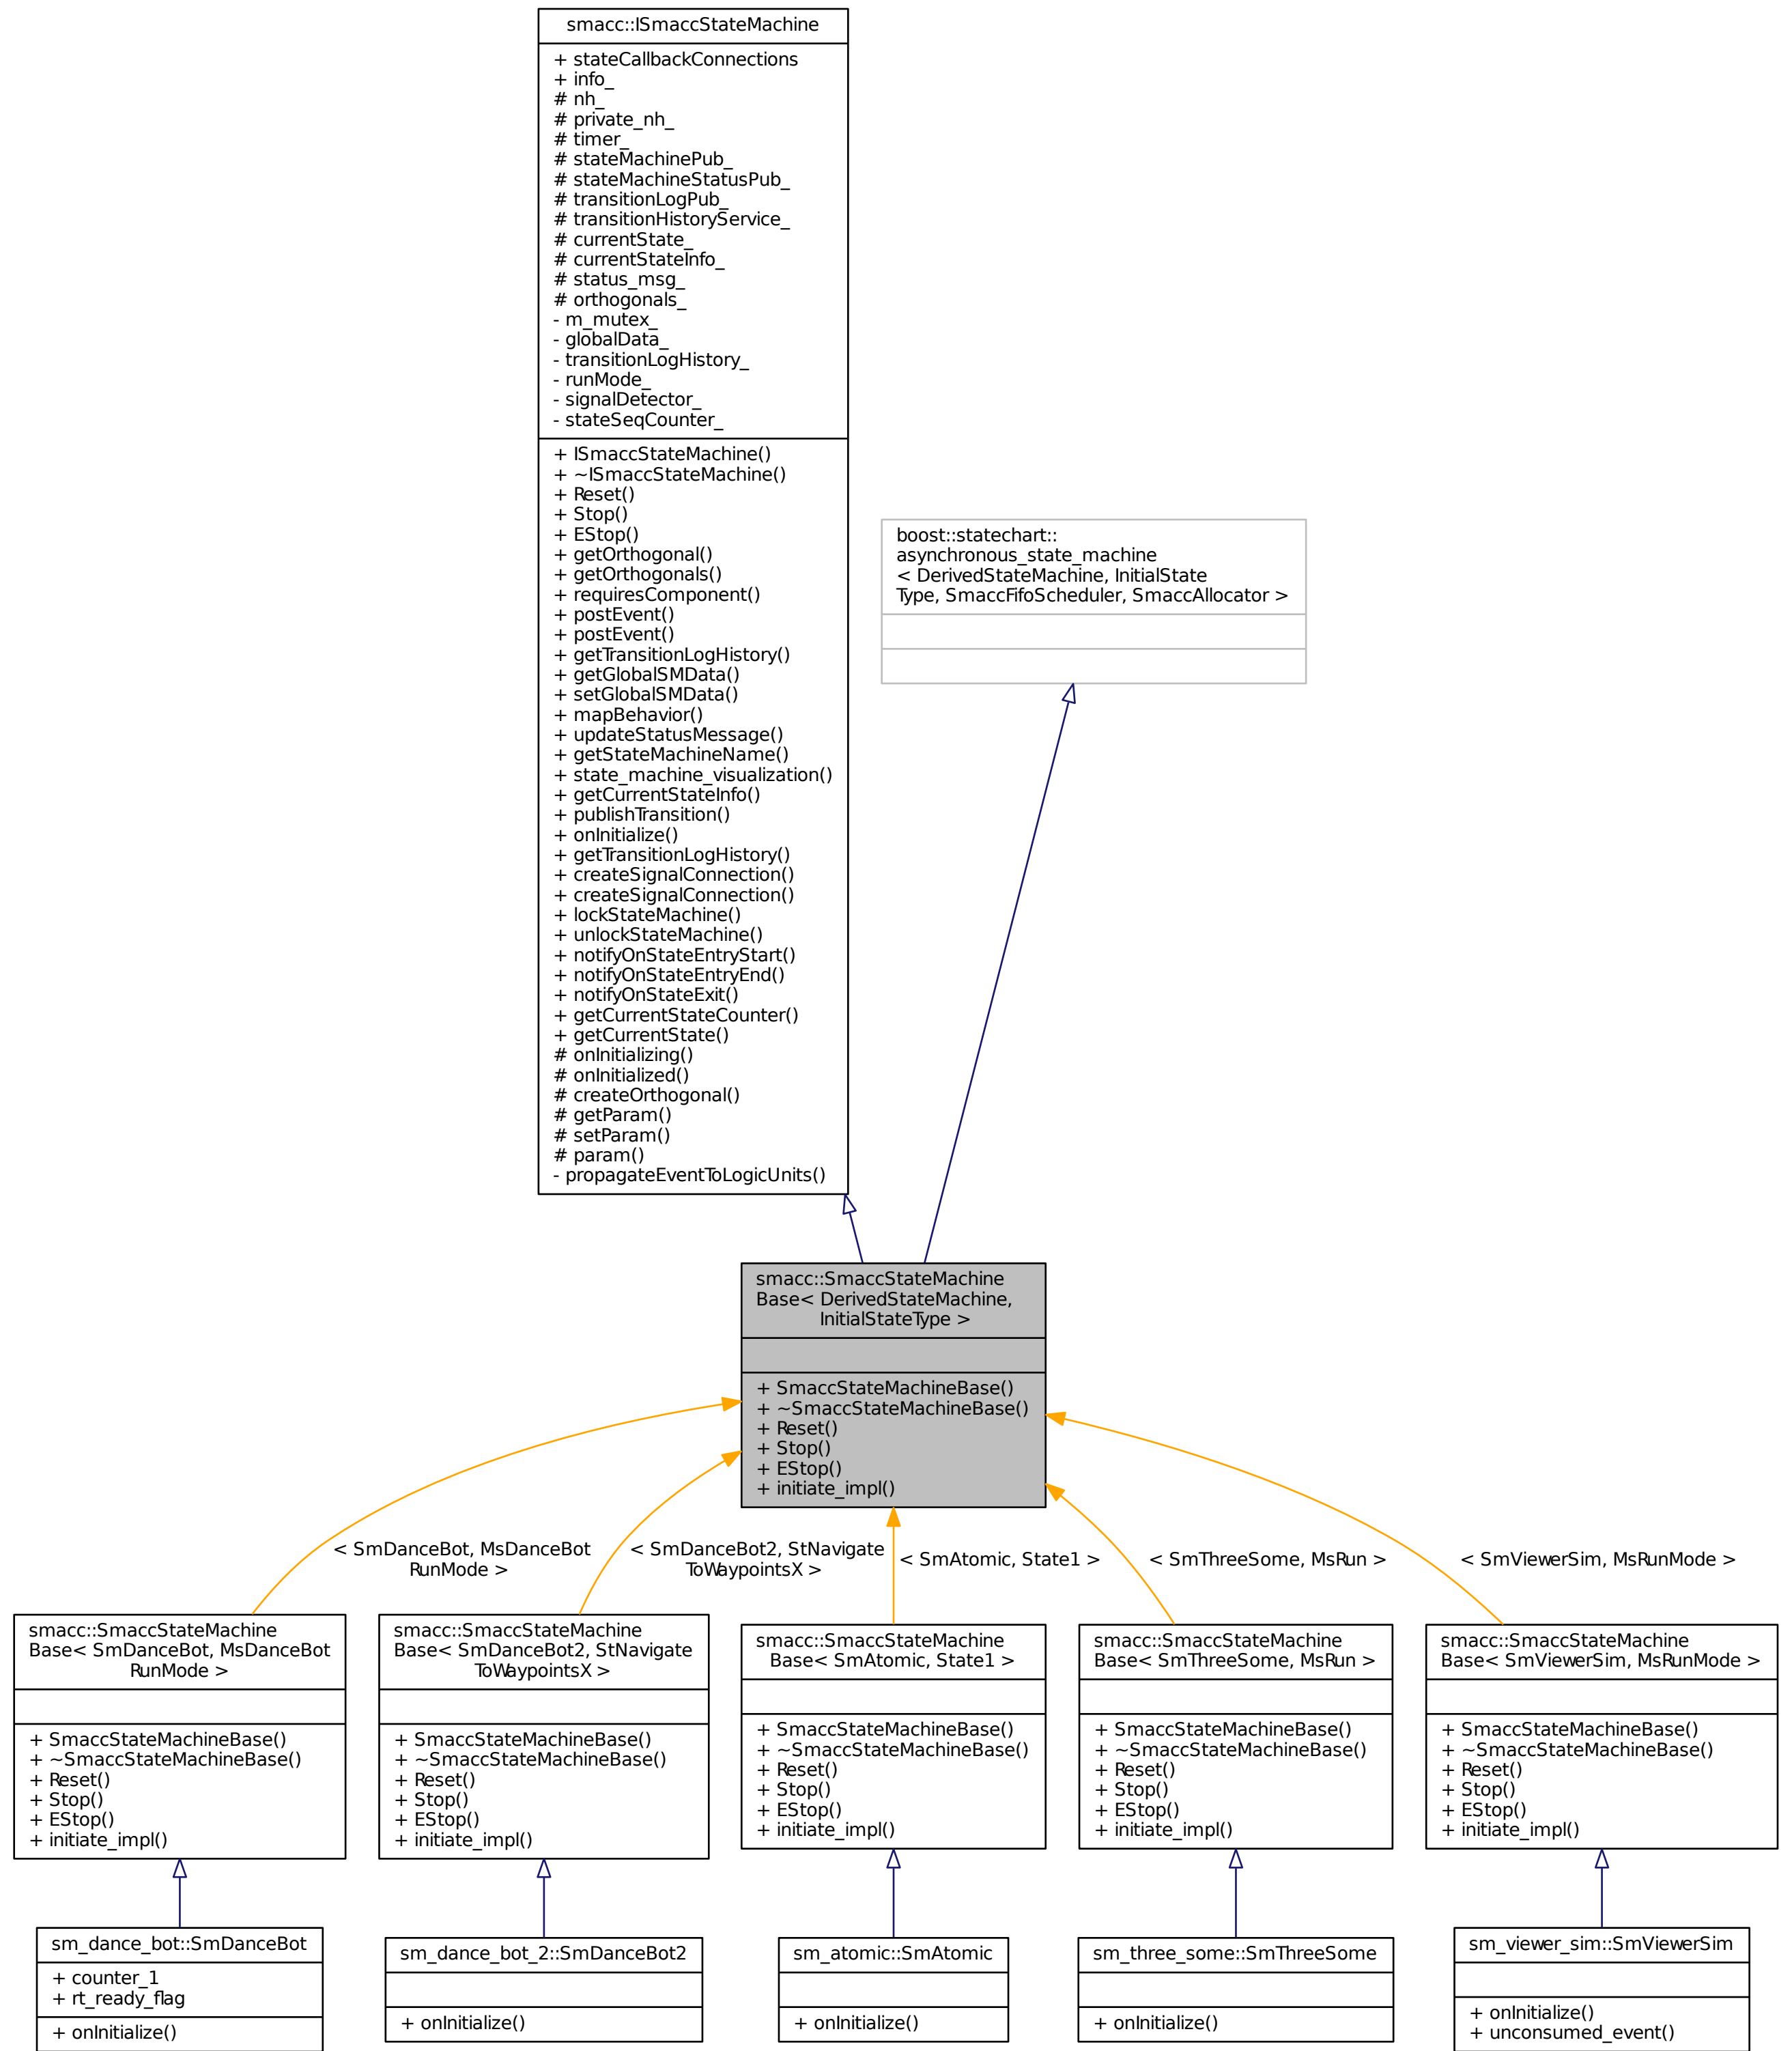 smacc::ISmaccStateMachine
+ stateCallbackConnections
+ info_
# nh_
# private_nh_
# timer_
# stateMachinePub_
# stateMachineStatusPub_
# transitionLogPub_
# transitionHistoryService_
# currentState_
# currentStateInfo_
# status_msg_
# orthogonals_
- m_mutex_
- globalData_
- transitionLogHistory_
- runMode_
- signalDetector_
- stateSeqCounter_
+ ISmaccStateMachine()
+ ~ISmaccStateMachine()
+ Reset()
+ Stop()
+ EStop()
+ getOrthogonal()
+ getOrthogonals()
+ requiresComponent()
+ postEvent()
+ postEvent()
+ getTransitionLogHistory()
+ getGlobalSMData()
+ setGlobalSMData()
+ mapBehavior()
+ updateStatusMessage()
+ getStateMachineName()
+ state_machine_visualization()
+ getCurrentStateInfo()
+ publishTransition()
+ onInitialize()
+ getTransitionLogHistory()
+ createSignalConnection()
+ createSignalConnection()
+ lockStateMachine()
+ unlockStateMachine()
+ notifyOnStateEntryStart()
+ notifyOnStateEntryEnd()
+ notifyOnStateExit()
+ getCurrentStateCounter()
+ getCurrentState()
# onInitializing()
# onInitialized()
# createOrthogonal()
# getParam()
# setParam()
# param()
- propagateEventToLogicUnits()
boost::statechart::
asynchronous_state_machine
< DerivedStateMachine, InitialState
Type, SmaccFifoScheduler, SmaccAllocator >
smacc::SmaccStateMachine
Base< DerivedStateMachine,
InitialStateType >
+ SmaccStateMachineBase()
+ ~SmaccStateMachineBase()
+ Reset()
+ Stop()
+ EStop()
+ initiate_impl()
< SmDanceBot, MsDanceBot
RunMode >
< SmDanceBot2, StNavigate
ToWaypointsX >
< SmAtomic, State1 >
< SmThreeSome, MsRun >
< SmViewerSim, MsRunMode >
smacc::SmaccStateMachine
Base< SmDanceBot, MsDanceBot
RunMode >
+ SmaccStateMachineBase()
+ ~SmaccStateMachineBase()
+ Reset()
+ Stop()
+ EStop()
+ initiate_impl()
smacc::SmaccStateMachine
Base< SmDanceBot2, StNavigate
ToWaypointsX >
+ SmaccStateMachineBase()
+ ~SmaccStateMachineBase()
+ Reset()
+ Stop()
+ EStop()
+ initiate_impl()
smacc::SmaccStateMachine
Base< SmAtomic, State1 >
+ SmaccStateMachineBase()
+ ~SmaccStateMachineBase()
+ Reset()
+ Stop()
+ EStop()
+ initiate_impl()
smacc::SmaccStateMachine
Base< SmThreeSome, MsRun >
+ SmaccStateMachineBase()
+ ~SmaccStateMachineBase()
+ Reset()
+ Stop()
+ EStop()
+ initiate_impl()
smacc::SmaccStateMachine
Base< SmViewerSim, MsRunMode >
+ SmaccStateMachineBase()
+ ~SmaccStateMachineBase()
+ Reset()
+ Stop()
+ EStop()
+ initiate_impl()
sm_dance_bot::SmDanceBot
+ counter_1
+ rt_ready_flag
+ onInitialize()
sm_dance_bot_2::SmDanceBot2
+ onInitialize()
sm_atomic::SmAtomic
+ onInitialize()
sm_three_some::SmThreeSome
+ onInitialize()
sm_viewer_sim::SmViewerSim
+ onInitialize()
+ unconsumed_event()